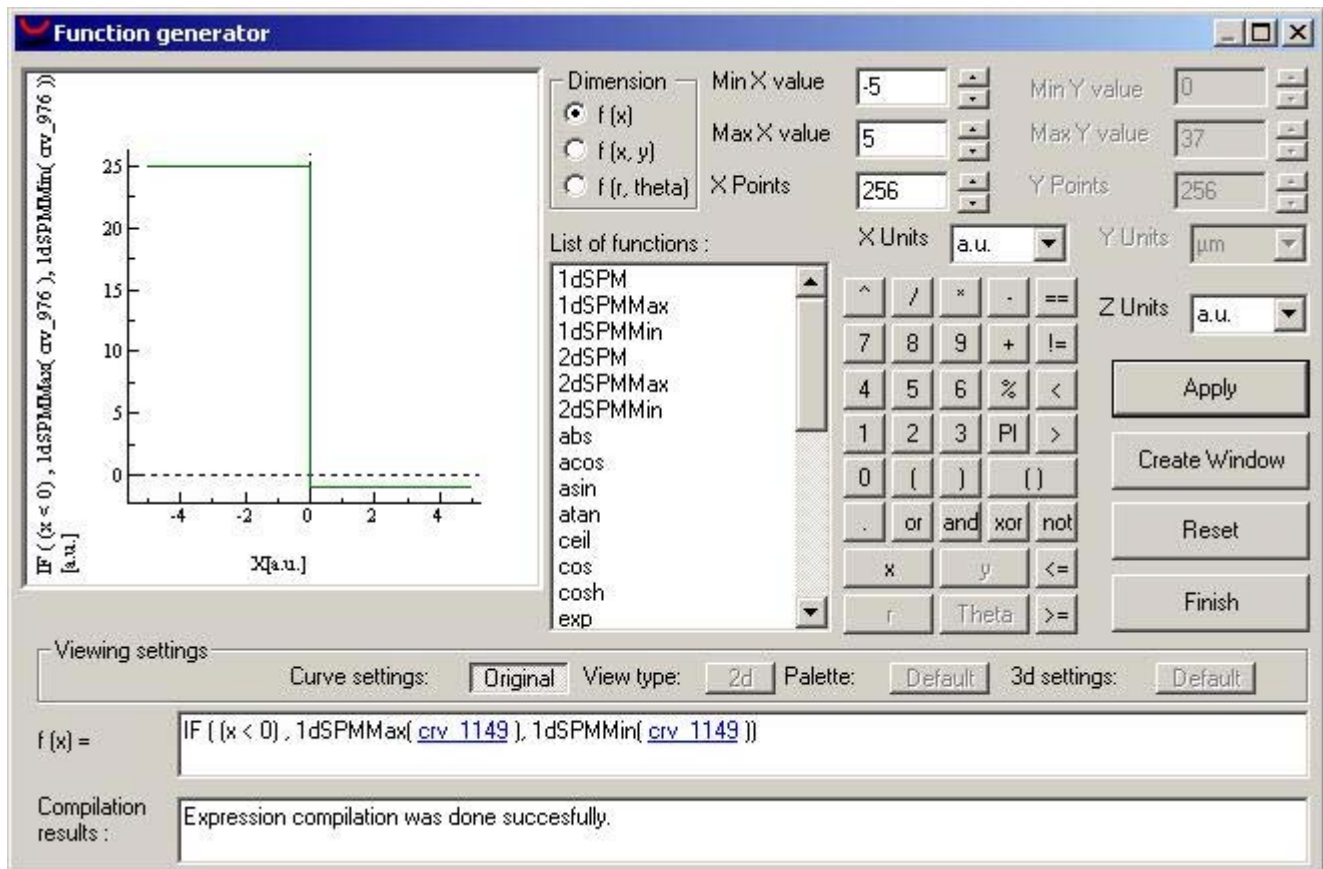 Function generator
IF ( (x < 0) , 1dSPMMax( crv_976 ), 1dSPMMin( crv_976 ))
[a.u.]
25
20
15
10
5
0
-4 -2 0 2 4
X[a.u.]
Dimension
f (x)
f (x, y)
f (r, theta)
Min X value -5
Max X value 5
X Points 256
Min Y value 0
Max Y value 37
Y Points 256
X Units a.u.
Y Units µm
Z Units a.u.
List of functions :
1dSPM
1dSPMMax
1dSPMMin
2dSPM
2dSPMMax
2dSPMMin
abs
acos
asin
atan
ceil
cos
cosh
exp
^ / * - ==
7 8 9 + !=
4 5 6 % <
1 2 3 PI >
0 ( ) ( )
. or and xor not
x y <=
r Theta >=
Apply
Create Window
Reset
Finish
Viewing settings
Curve settings: Original View type: 2d Palette: Default 3d settings: Default
f (x) =
IF ( (x < 0) , 1dSPMMax( crv_1149 ), 1dSPMMin( crv_1149 ))
Compilation
results :
Expression compilation was done succesfully.